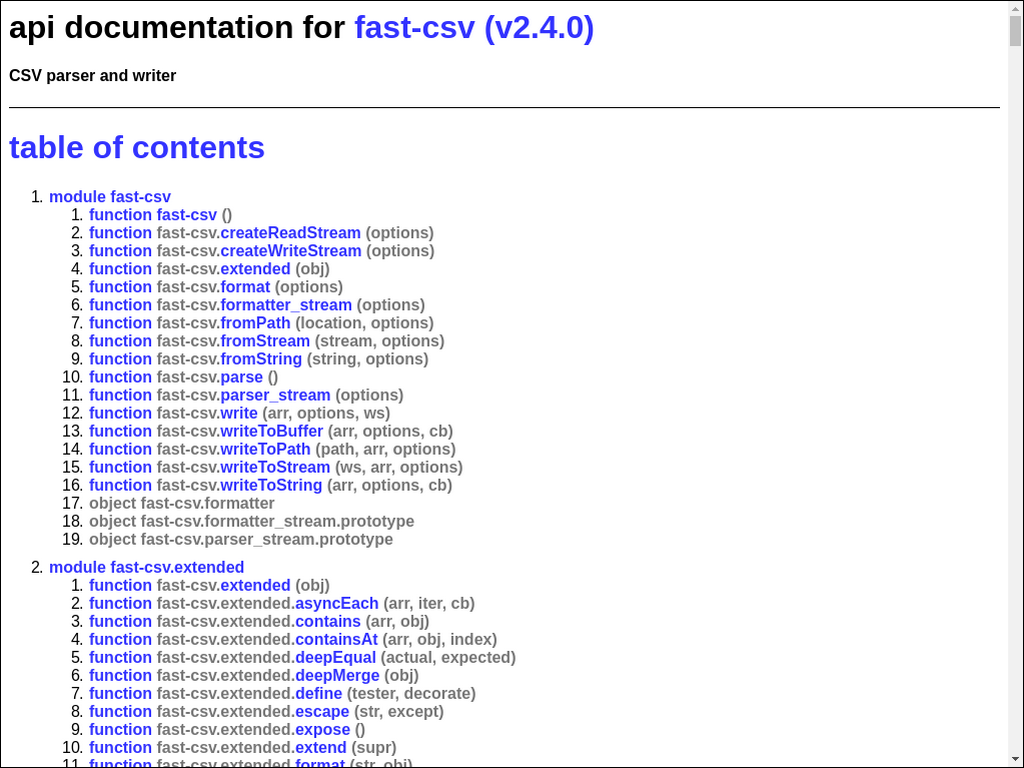 api documentation for fast-csv (v2.4.0)
CSV parser and writer
table of contents
1. module fast-csv
1. function fast-csv ()
2. function fast-csv.createReadStream (options)
3. function fast-csv.createWriteStream (options)
4. function fast-csv.extended (obj)
5. function fast-csv.format (options)
6. function fast-csv.formatter_stream (options)
7. function fast-csv.fromPath (location, options)
8. function fast-csv.fromStream (stream, options)
9. function fast-csv.fromString (string, options)
10. function fast-csv.parse ()
11. function fast-csv.parser_stream (options)
12. function fast-csv.write (arr, options, ws)
13. function fast-csv.writeToBuffer (arr, options, cb)
14. function fast-csv.writeToPath (path, arr, options)
15. function fast-csv.writeToStream (ws, arr, options)
16. function fast-csv.writeToString (arr, options, cb)
17. object fast-csv.formatter
18. object fast-csv.formatter_stream.prototype
19. object fast-csv.parser_stream.prototype
2. module fast-csv.extended
1. function fast-csv.extended (obj)
2. function fast-csv.extended.asyncEach (arr, iter, cb)
3. function fast-csv.extended.contains (arr, obj)
4. function fast-csv.extended.containsAt (arr, obj, index)
5. function fast-csv.extended.deepEqual (actual, expected)
6. function fast-csv.extended.deepMerge (obj)
7. function fast-csv.extended.define (tester, decorate)
8. function fast-csv.extended.escape (str, except)
9. function fast-csv.extended.expose ()
10. function fast-csv.extended.extend (supr)
11. function fast-csv.extended.format (str, obj)